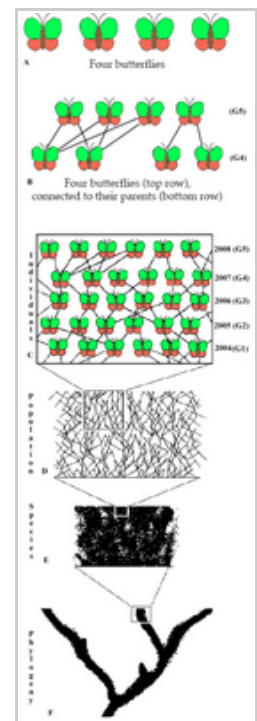 A
Four butterflies
(G5)
(G4)
B
Four butterflies (top row),
connected to their parents (bottom row)
Individuals
2008 (G5)
2007 (G4)
2006 (G3)
2005 (G2)
2004(G1)
C
Population
D
Species
E
Phylogeny
F